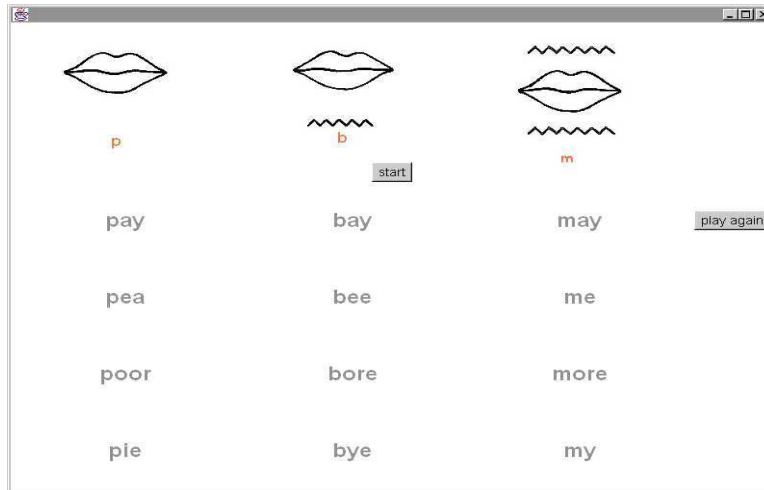 p b m
start
pay bay may play again
pea bee me
poor bore more
pie bye my